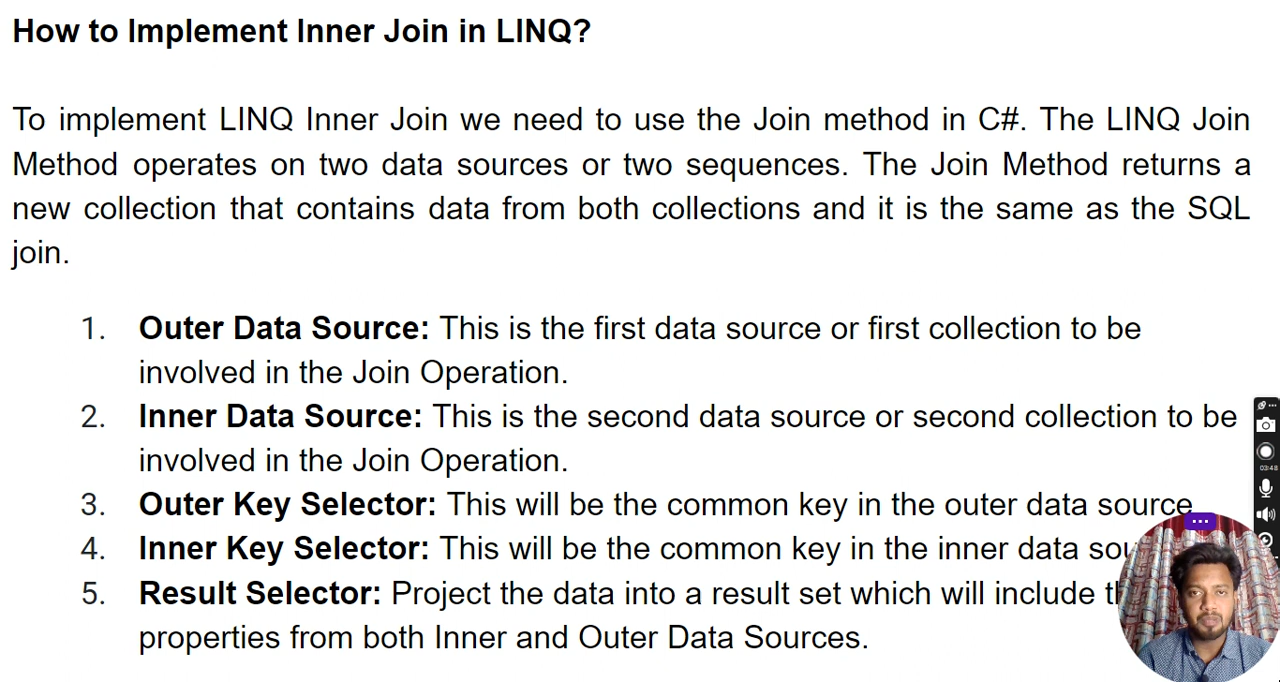 How to Implement Inner Join in LINQ?
To implement LINQ Inner Join we need to use the Join method in C#. The LINQ Join
Method operates on two data sources or two sequences. The Join Method returns a
new collection that contains data from both collections and it is the same as the SQL
join.
1. Outer Data Source: This is the first data source or first collection to be
involved in the Join Operation.
2. Inner Data Source: This is the second data source or second collection to be
involved in the Join Operation.
3. Outer Key Selector: This will be the common key in the outer data source
4. Inner Key Selector: This will be the common key in the inner data
5. Result Selector: Project the data into a result set which will include
properties from both Inner and Outer Data Sources.
03:48